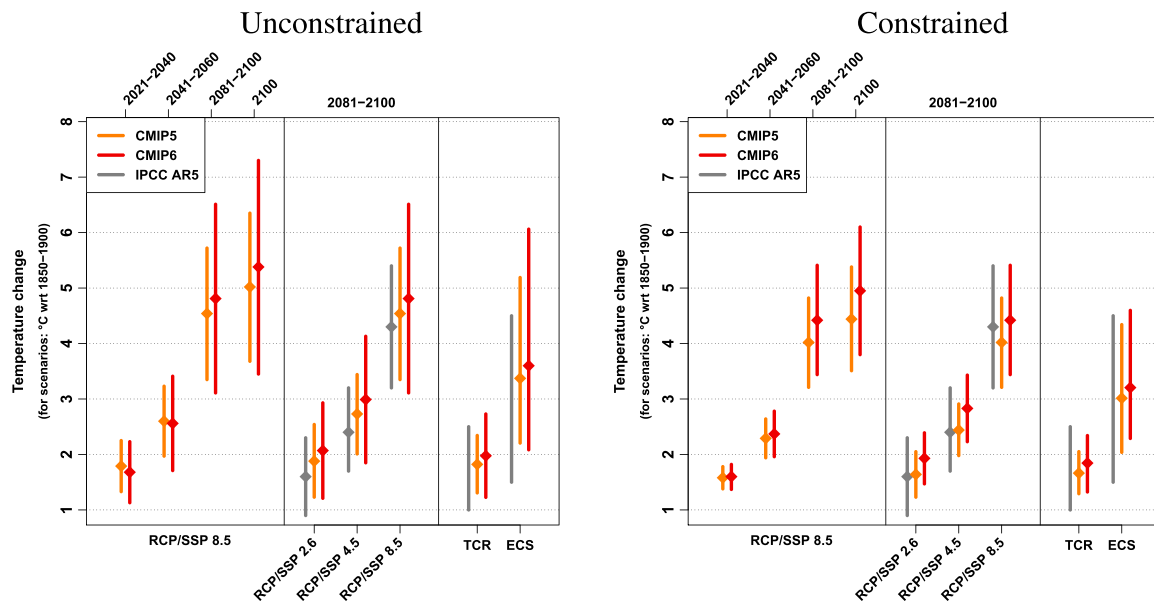 Unconstrained
2021−2040
2041−2060
2081−2100
2100
2081−2100
CMIP5
CMIP6
IPCC AR5
8
7
6
5
4
3
2
1
Temperature change
(for scenarios: °C wrt 1850−1900)
RCP/SSP 8.5
RCP/SSP 2.6
RCP/SSP 4.5
RCP/SSP 8.5
TCR
ECS
Constrained
2021−2040
2041−2060
2081−2100
2100
2081−2100
CMIP5
CMIP6
IPCC AR5
8
7
6
5
4
3
2
1
Temperature change
(for scenarios: °C wrt 1850−1900)
RCP/SSP 8.5
RCP/SSP 2.6
RCP/SSP 4.5
RCP/SSP 8.5
TCR
ECS